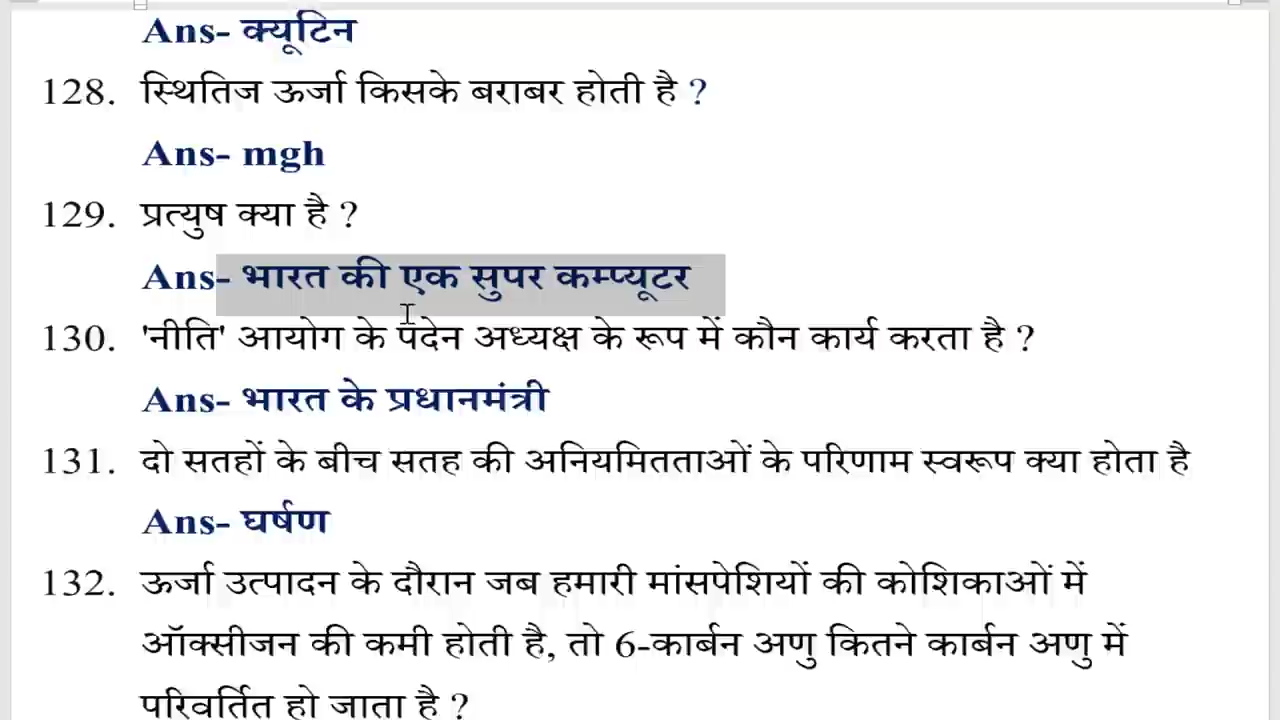 Ans- क्यूटिन
128. स्थितिज ऊर्जा किसके बराबर होती है ?
Ans- mgh
129. प्रत्युष क्या है ?
Ans- भारत की एक सुपर कम्प्यूटर
130. 'नीति' आयोग के पदेन अध्यक्ष के रूप में कौन कार्य करता है ?
Ans- भारत के प्रधानमंत्री
131. दो सतहों के बीच सतह की अनियमितताओं के परिणाम स्वरूप क्या होता है
Ans- घर्षण
132. ऊर्जा उत्पादन के दौरान जब हमारी मांसपेशियों की कोशिकाओं में
ऑक्सीजन की कमी होती है, तो 6-कार्बन अणु कितने कार्बन अणु में
परिवर्तित हो जाता है ?